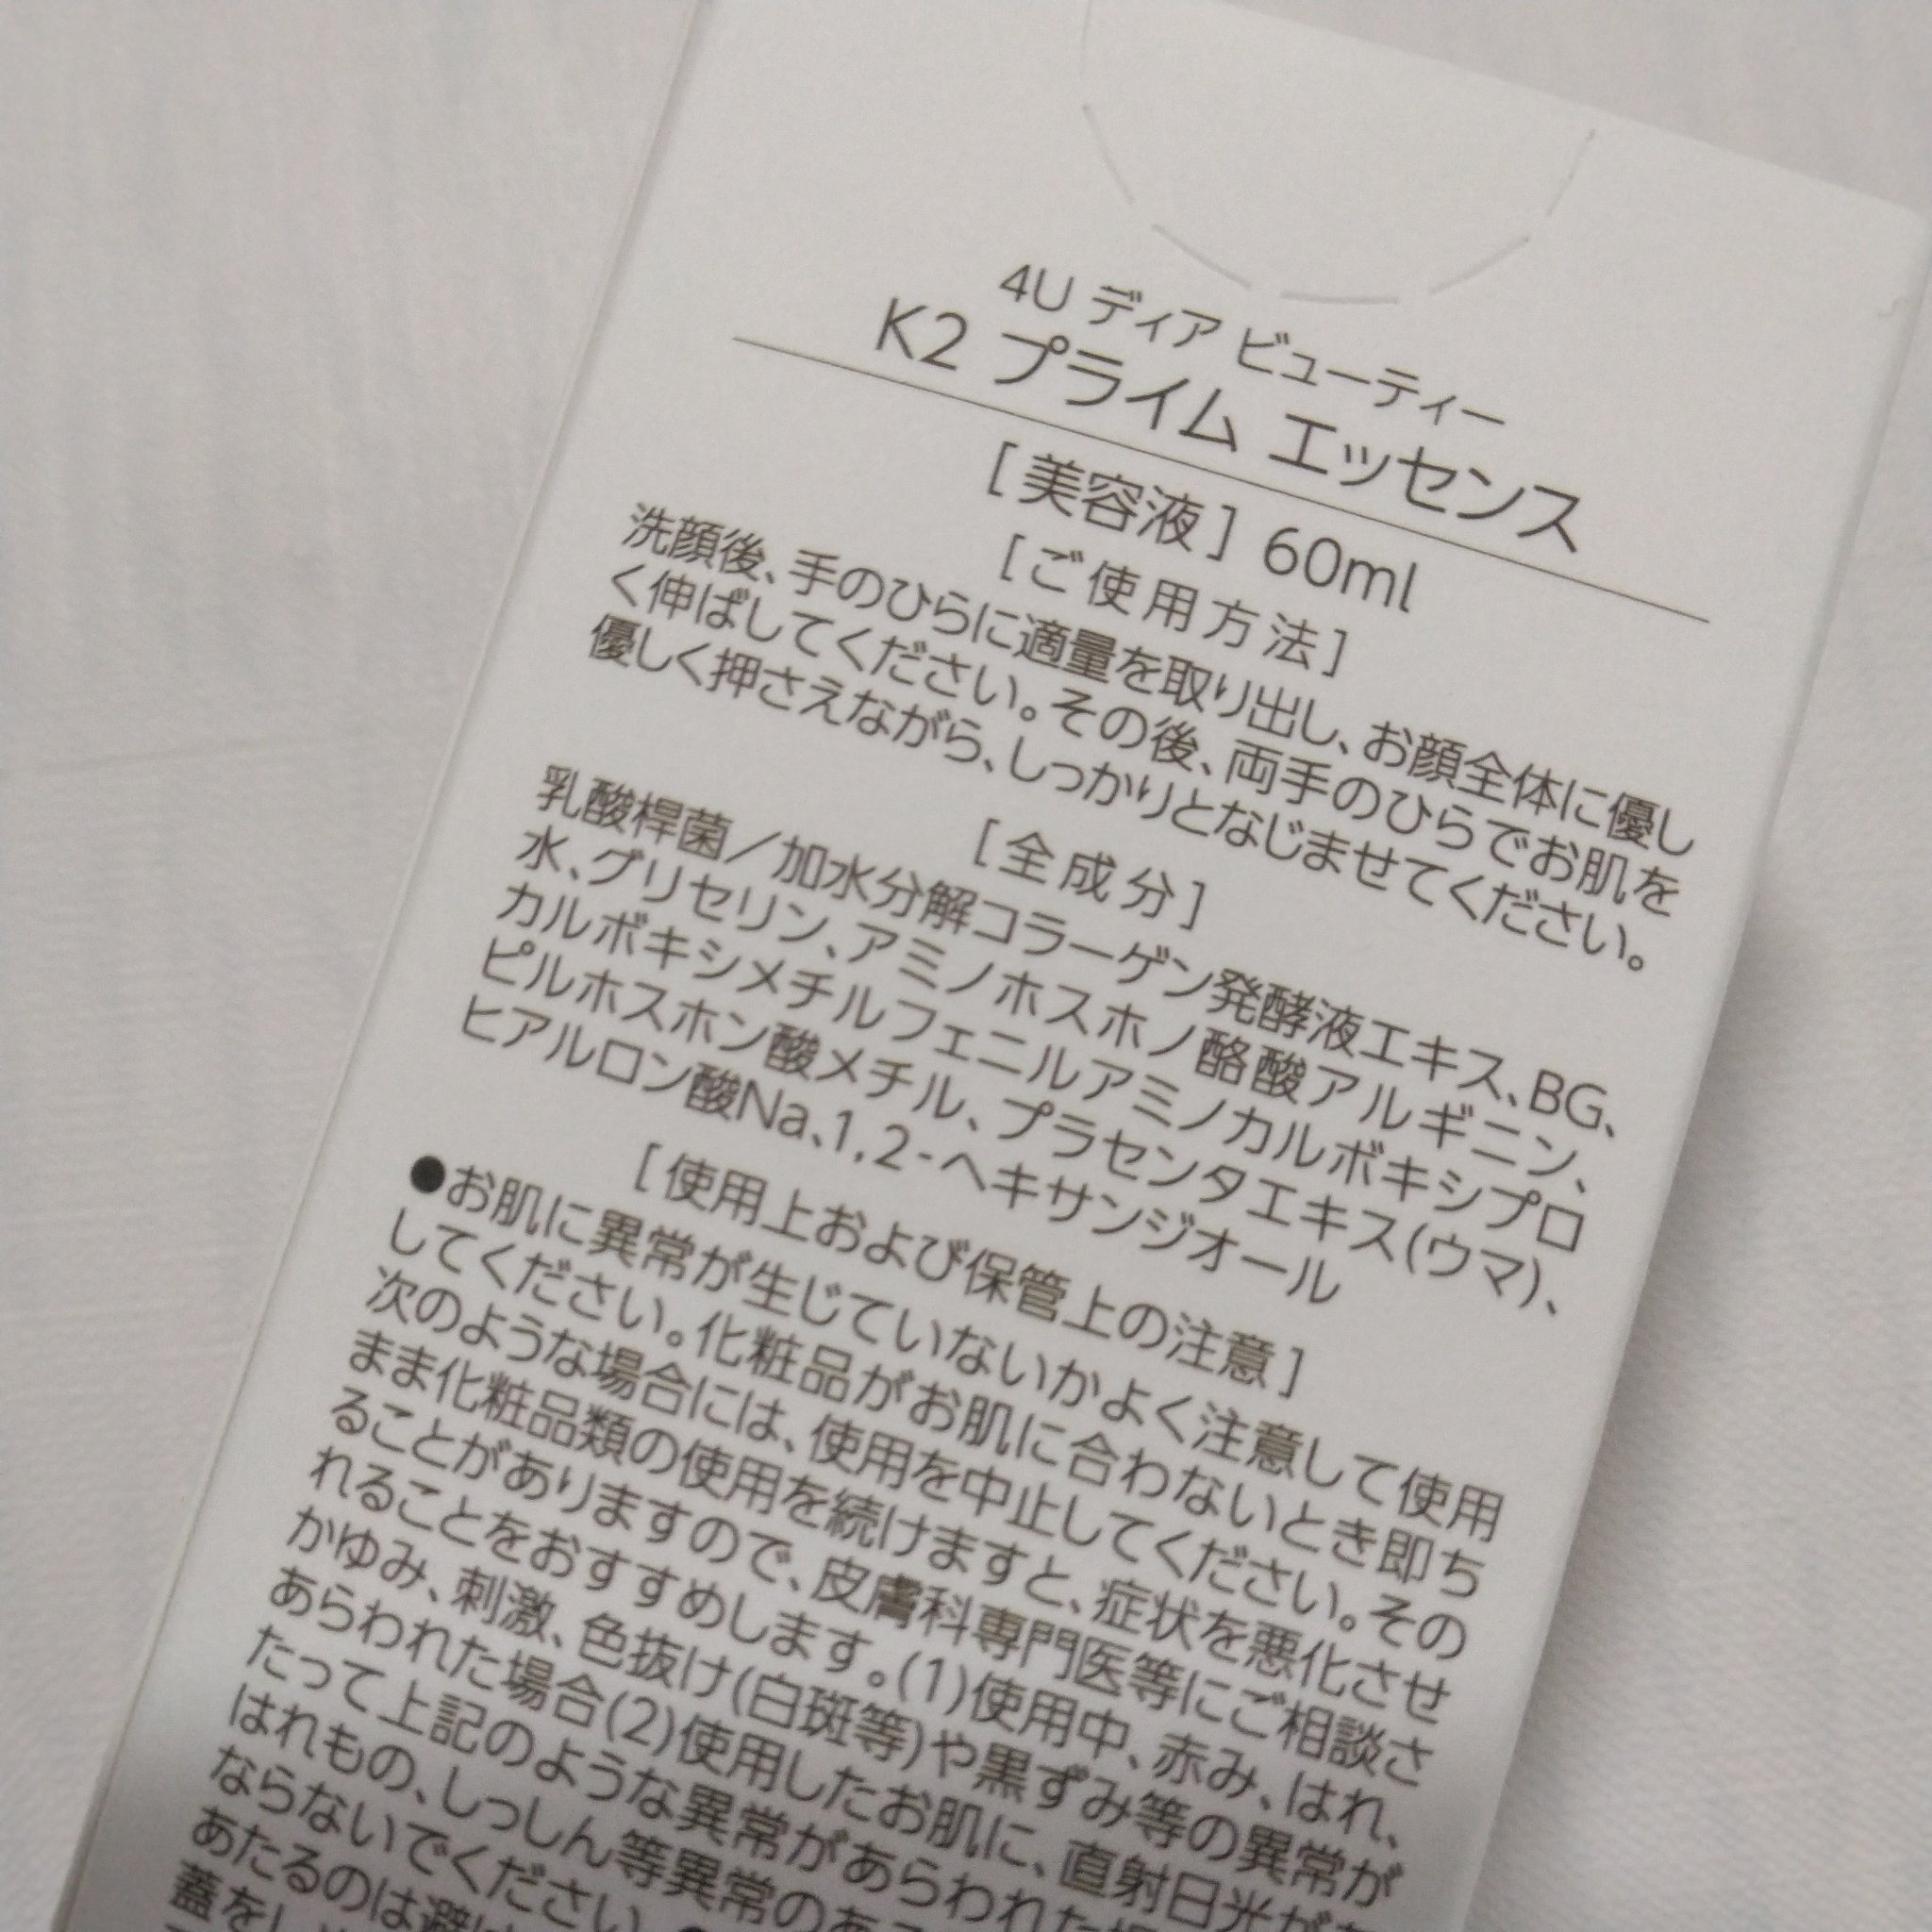 4U ディア ビューティー
K2 プライム エッセンス
[美容液] 60ml
[ご使用方法]
洗顔後、手のひらに適量を取り出し、お顔全体に優し
く伸ばしてください。その後、両手のひらでお肌を
優しく押さえながら、しっかりとなじませてください。
[全成分]
乳酸桿菌／加水分解コラーゲン発酵液エキス、BG、
水、グリセリン、アミノホスホノ酪酸アルギニン、
カルボキシメチルフェニルアミノカルボキシプロ
ピルホスホン酸メチル、プラセンタエキス(ウマ)、
ヒアルロン酸Na、1,2-ヘキサンジオール
[使用上および保管上の注意]
●お肌に異常が生じていないかよく注意して使用
してください。化粧品がお肌に合わないとき即ち
次のような場合には、使用を中止してください。その
まま化粧品類の使用を続けますと、症状を悪化させ
ることがありますので、皮膚科専門医等にご相談さ
れることをおすすめします。(1)使用中、赤み、はれ、
かゆみ、刺激、色抜け(白斑等)や黒ずみ等の異常が
あらわれた場合(2)使用したお肌に、直射日光が
たって上記のような異常があらわれた
はれもの、しっしん等異常のあ
ならないでください
あたるのは避け
蓋をし